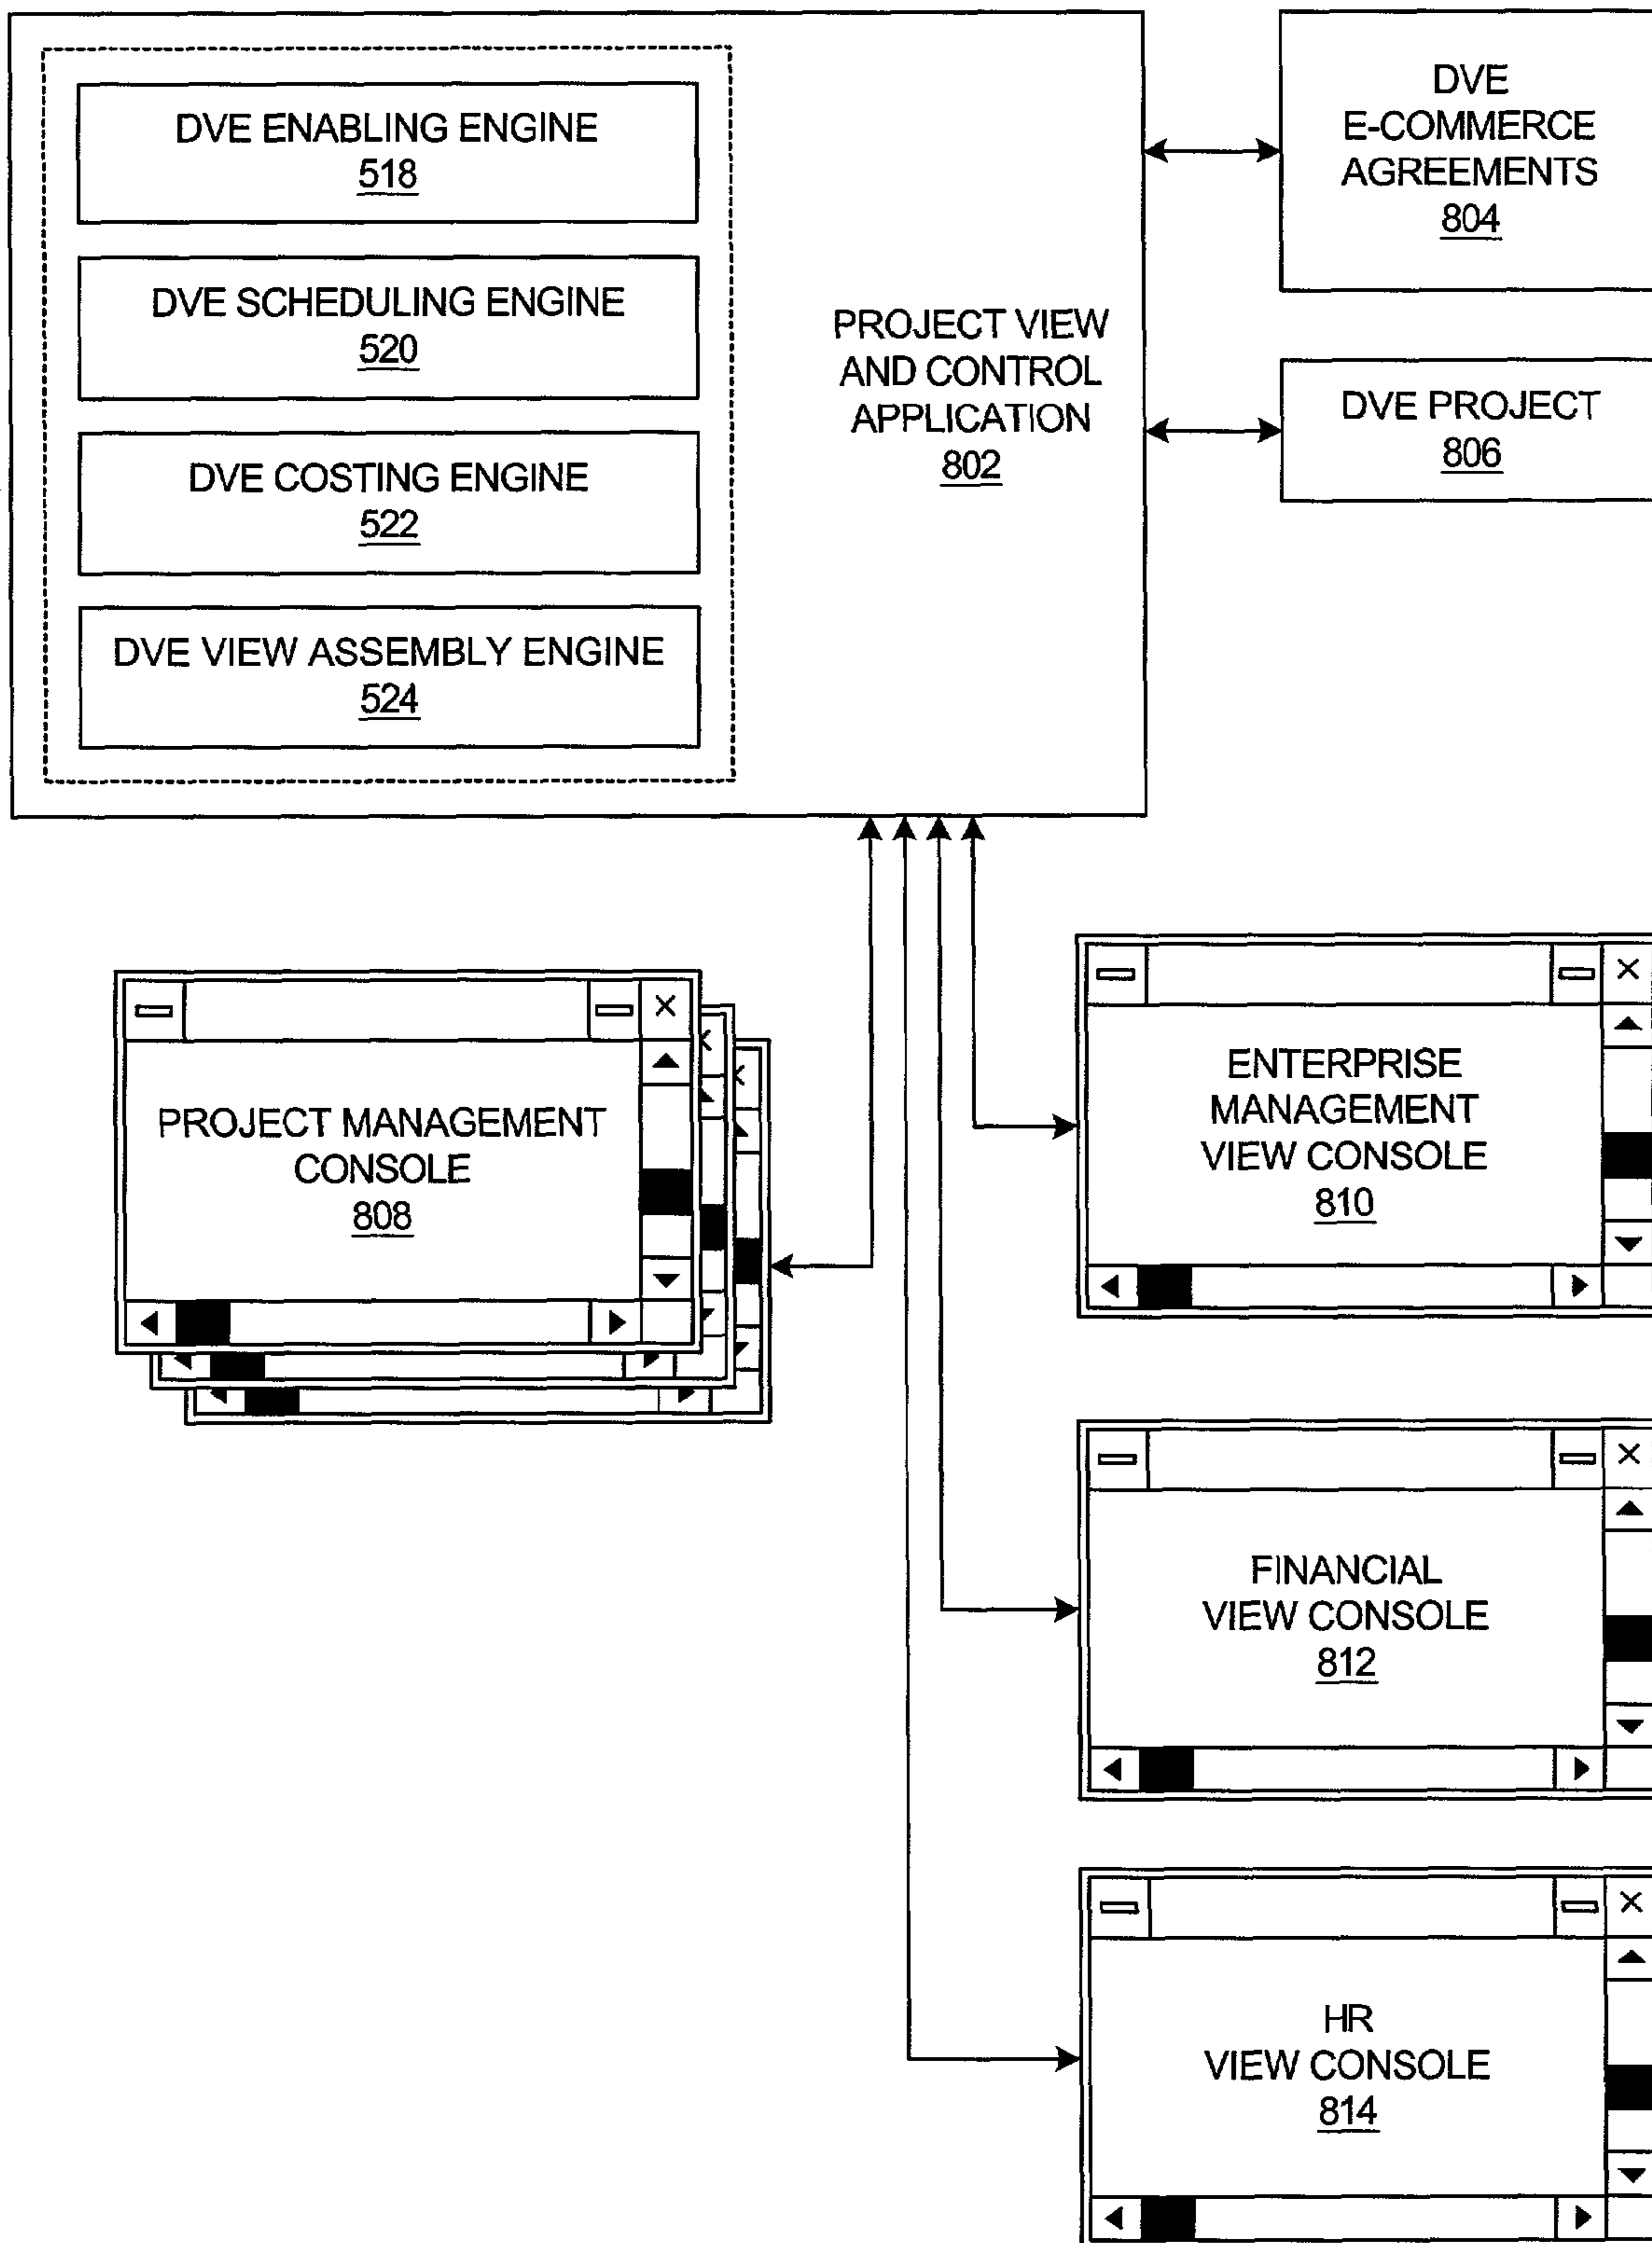 DVE ENABLING ENGINE
518
DVE SCHEDULING ENGINE
520
DVE COSTING ENGINE
522
DVE VIEW ASSEMBLY ENGINE
524
PROJECT VIEW
AND CONTROL
APPLICATION
802
DVE
E-COMMERCE
AGREEMENTS
804
DVE PROJECT
806
PROJECT MANAGEMENT
CONSOLE
808
ENTERPRISE
MANAGEMENT
VIEW CONSOLE
810
FINANCIAL
VIEW CONSOLE
812
HR
VIEW CONSOLE
814